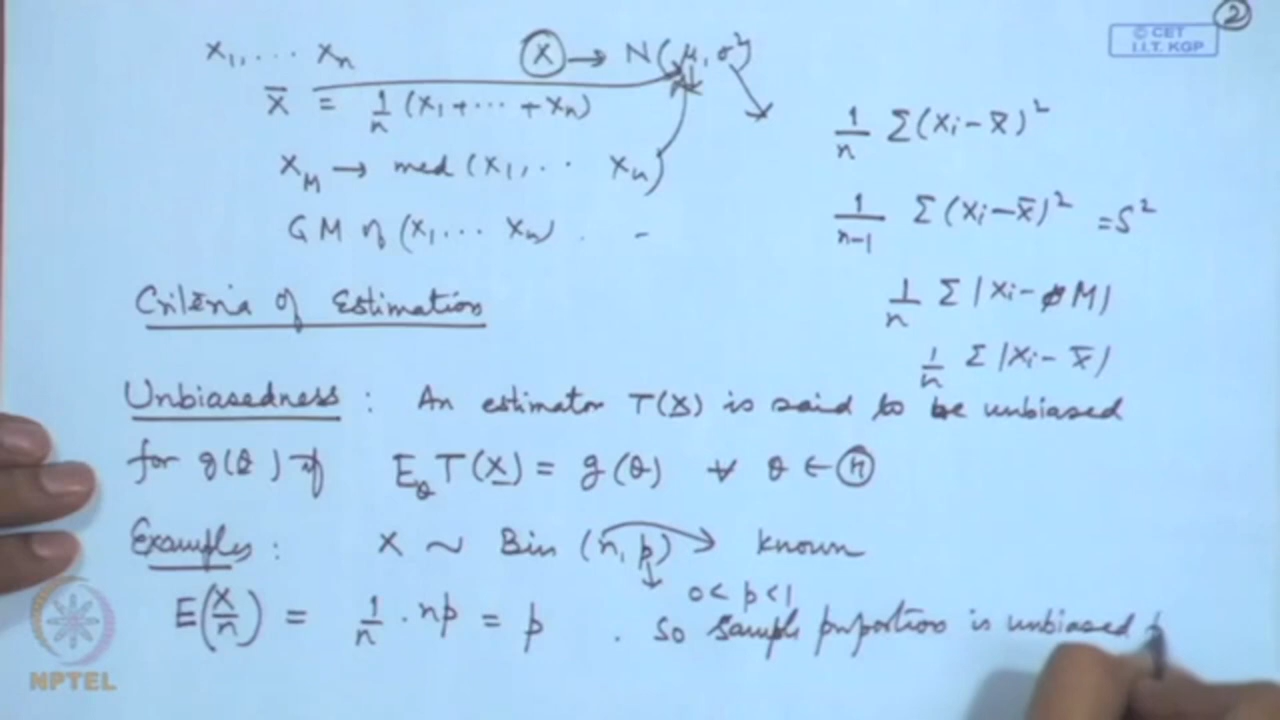 ②
© CET
I.I.T. KGP
X₁, ... Xₙ   Ⓧ → N(μ, σ²)
X̄ = 1/n (X₁ + ... + Xₙ)
X_M → med (X₁, ... Xₙ)
GM of (X₁ ... Xₙ) . -
1/n Σ(Xi - X̄)²
1/n-1 Σ(Xi - X̄)² = S²
1/n Σ|Xi - M|
1/n Σ|Xi - X̄|
Criteria of Estimation
Unbiasedness : An estimator T(X) is said to be unbiased
for g(θ) if E_θ T(X) = g(θ) ∀ θ ∈ Ⓗ
Examples : X ~ Bin (n, p) → known
0 < p < 1
E(X/n) = 1/n · np = p . So sample proportion is unbiased
NPTEL